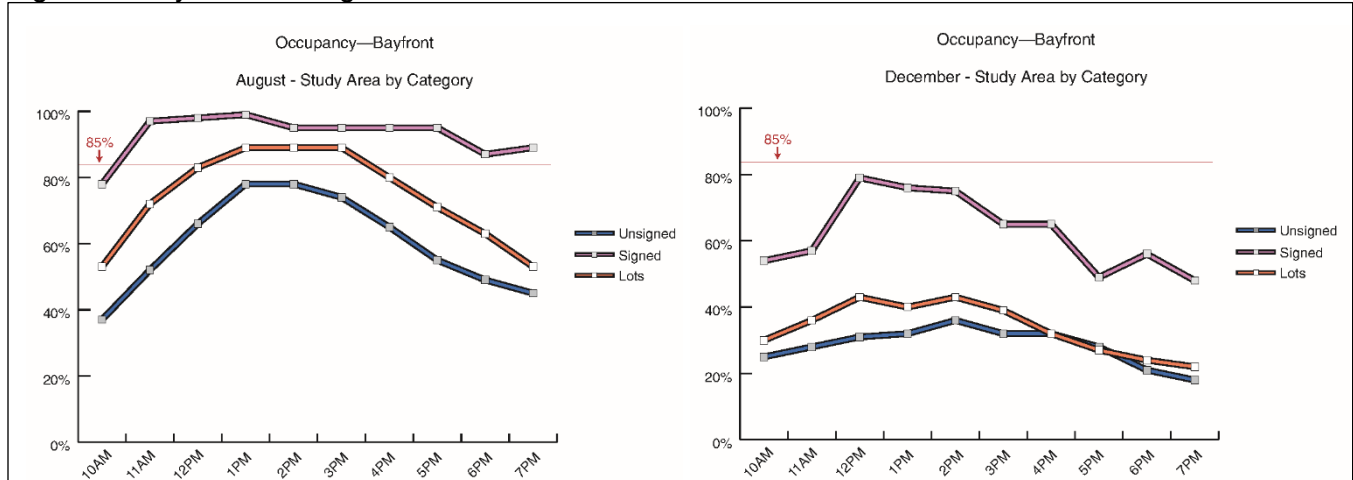 Occupancy—Bayfront
August - Study Area by Category
100%
85%
80%
60%
40%
20%
0%
10AM 11AM 12PM 1PM 2PM 3PM 4PM 5PM 6PM 7PM
Unsigned
Signed
Lots
Occupancy—Bayfront
December - Study Area by Category
100%
85%
80%
60%
40%
20%
0%
10AM 11AM 12PM 1PM 2PM 3PM 4PM 5PM 6PM 7PM
Unsigned
Signed
Lots